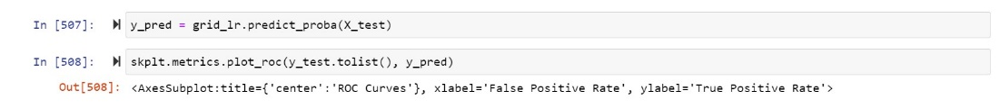 In [507]: y_pred = grid_lr.predict_proba(X_test)
In [508]: skplt.metrics.plot_roc(y_test.tolist(), y_pred)
Out[508]: <AxesSubplot:title={'center':'ROC Curves'}, xlabel='False Positive Rate', ylabel='True Positive Rate'>